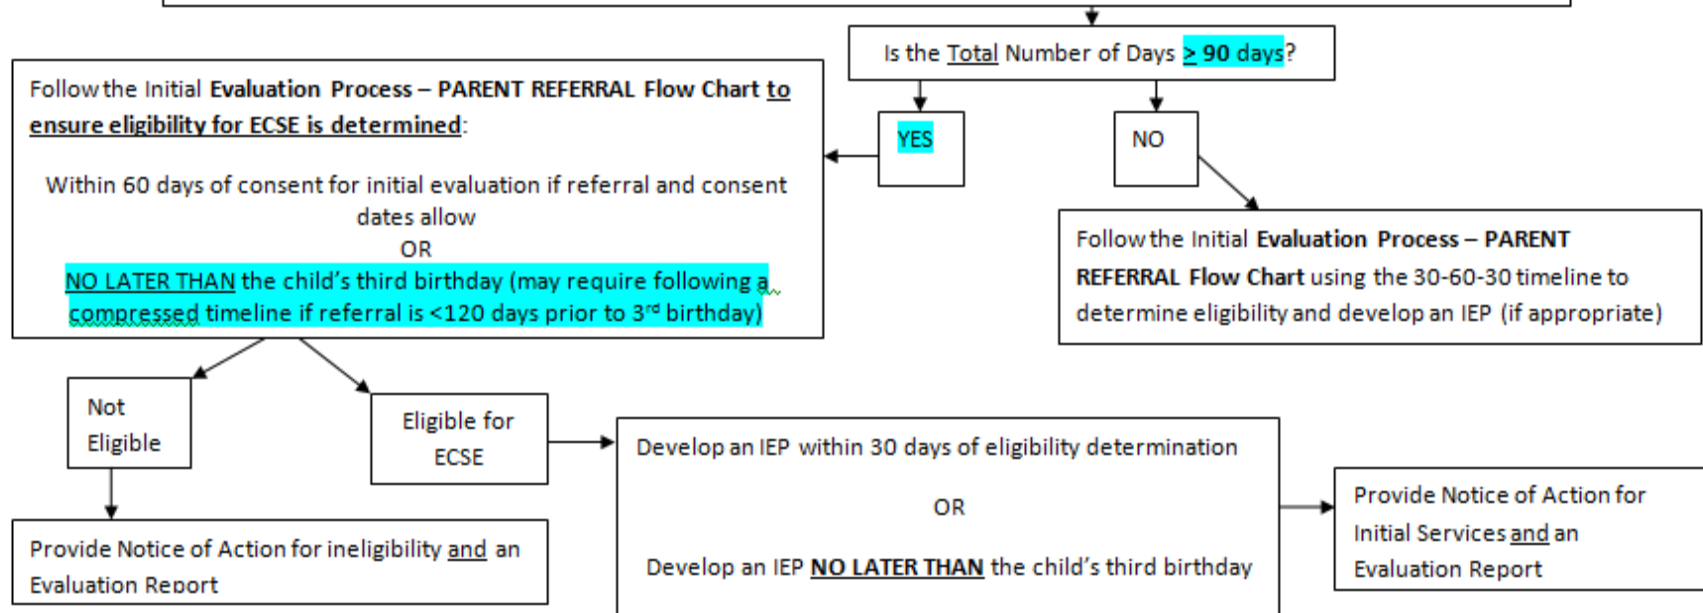 Is the Total Number of Days ≥ 90 days?
YES
NO
Follow the Initial Evaluation Process – PARENT REFERRAL Flow Chart to
ensure eligibility for ECSE is determined:
Within 60 days of consent for initial evaluation if referral and consent
dates allow
OR
NO LATER THAN the child's third birthday (may require following a
compressed timeline if referral is <120 days prior to 3rd birthday)
Follow the Initial Evaluation Process – PARENT
REFERRAL Flow Chart using the 30-60-30 timeline to
determine eligibility and develop an IEP (if appropriate)
Not
Eligible
Eligible for
ECSE
Provide Notice of Action for ineligibility and an
Evaluation Report
Develop an IEP within 30 days of eligibility determination
OR
Develop an IEP NO LATER THAN the child's third birthday
Provide Notice of Action for
Initial Services and an
Evaluation Report